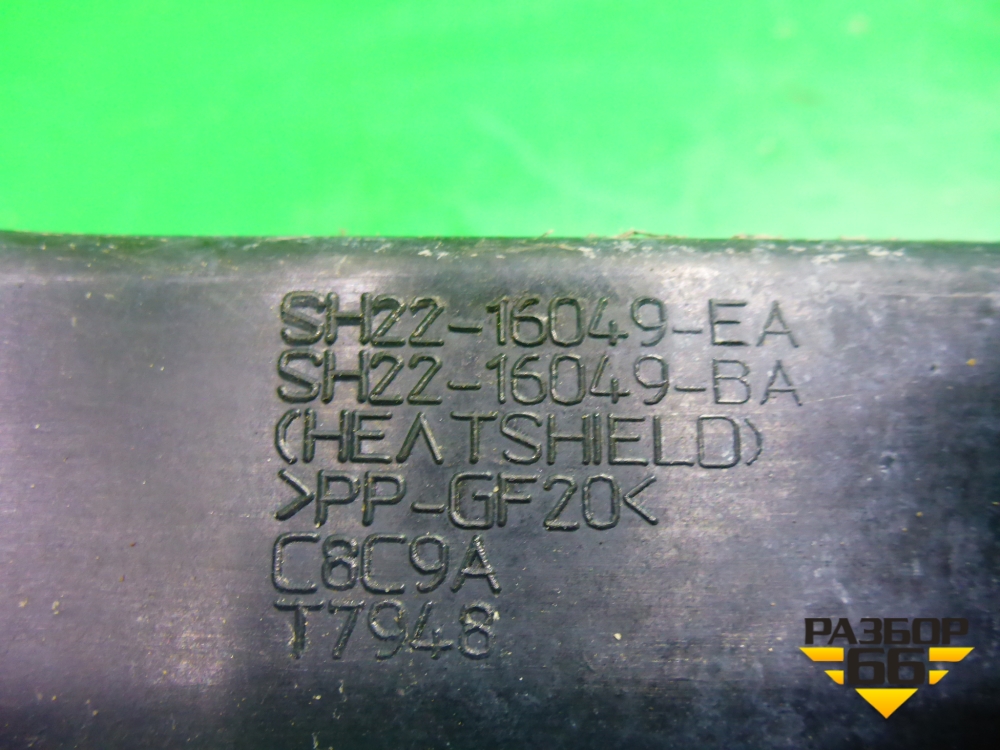 SH22-16049-EA
SH22-16049-BA
(HEATSHIELD)
>PP-GF20<
C8C9A
T7948
РАЗБОР
66